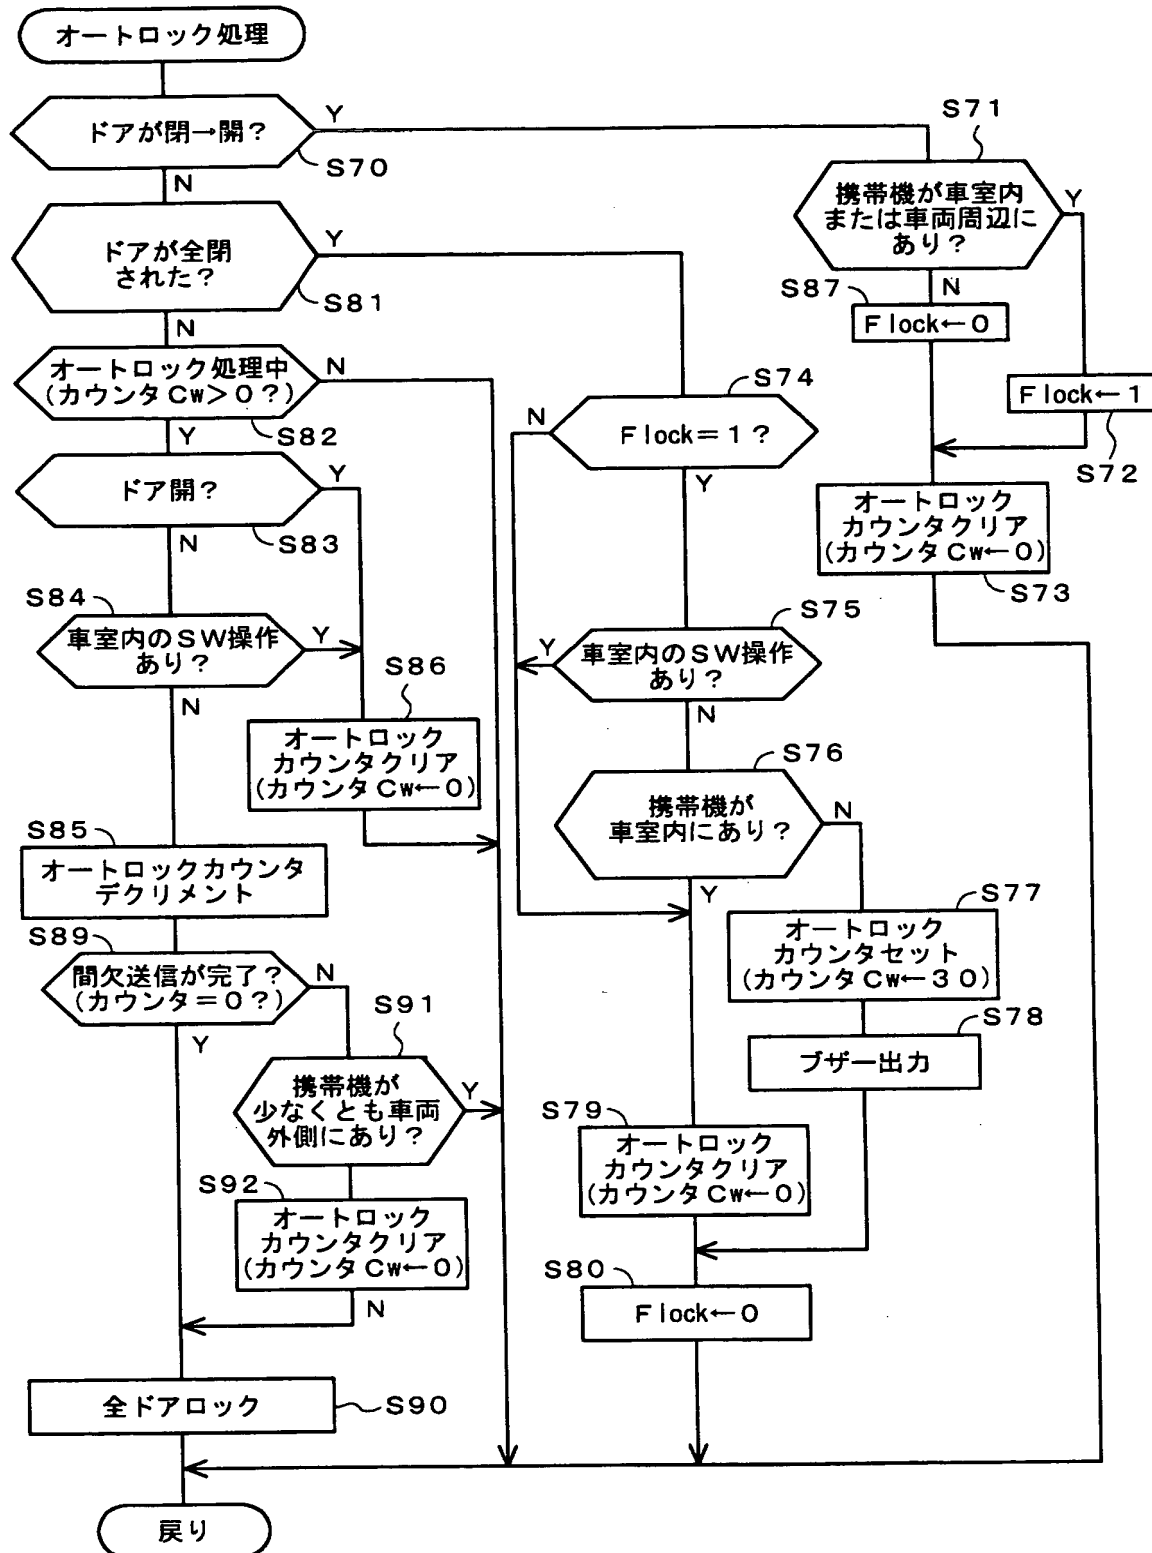 オートロック処理
ドアが閉→開?
Y
S70
N
S71
携帯機が車室内
または車両周辺に
あり?
Y
N
S87
Flock←0
Flock←1
S72
オートロック
カウンタクリア
(カウンタCw←0)
S73
ドアが全閉
された?
Y
S81
N
オートロック処理中
(カウンタCw>0?)
N
S82
Y
ドア開?
Y
S83
N
S84
車室内のSW操作
あり?
Y
N
S86
オートロック
カウンタクリア
(カウンタCw←0)
S85
オートロックカウンタ
デクリメント
S89
間欠送信が完了?
(カウンタ=0?)
N
Y
S91
携帯機が
少なくとも車両
外側にあり?
Y
S92
オートロック
カウンタクリア
(カウンタCw←0)
N
S74
Flock=1?
N
Y
S75
車室内のSW操作
あり?
Y
N
S76
携帯機が
車室内にあり?
N
Y
S77
オートロック
カウンタセット
(カウンタCw←30)
S78
ブザー出力
S79
オートロック
カウンタクリア
(カウンタCw←0)
S80
Flock←0
全ドアロック
S90
戻り